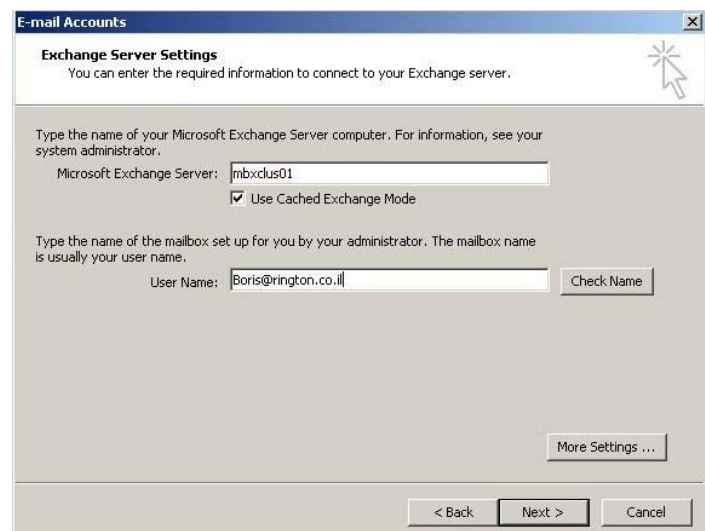 E-mail Accounts
Exchange Server Settings
You can enter the required information to connect to your Exchange server.
Type the name of your Microsoft Exchange Server computer. For information, see your
system administrator.
Microsoft Exchange Server: mbxclus01
Use Cached Exchange Mode
Type the name of the mailbox set up for you by your administrator. The mailbox name
is usually your user name.
User Name: Boris@rington.co.il Check Name
More Settings ...
< Back Next > Cancel